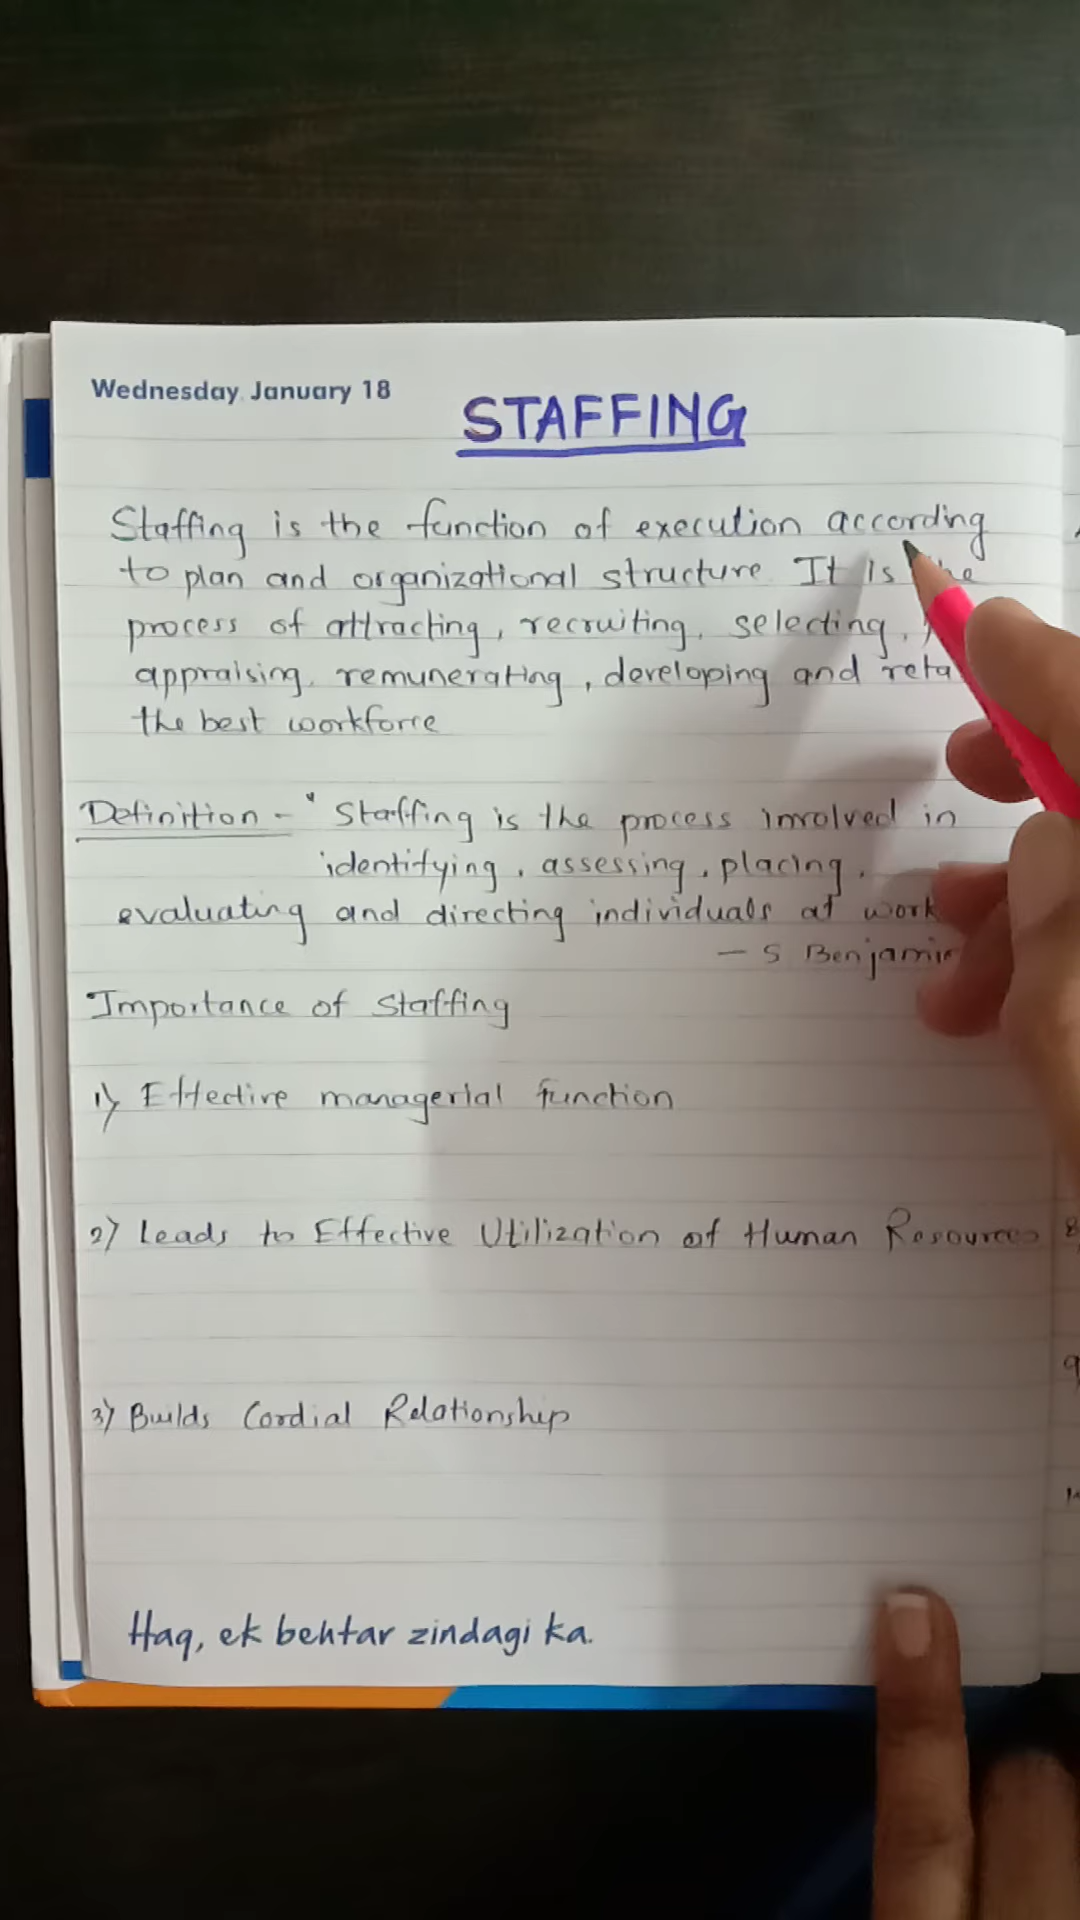 Wednesday, January 18
STAFFING
Staffing is the function of execution according
to plan and organizational structure. It is
process of attracting, recruiting, selecting,
appraising, remunerating, developing and
the best workforce
Definition - " Staffing is the process involved in
identifying, assessing, placing,
evaluating and directing individuals at work
- S Benjamin
Importance of Staffing
1) Effective managerial function
2) Leads to Effective Utilization of Human Resources
3) Builds Cordial Relationship
Haq, ek behtar zindagi ka.